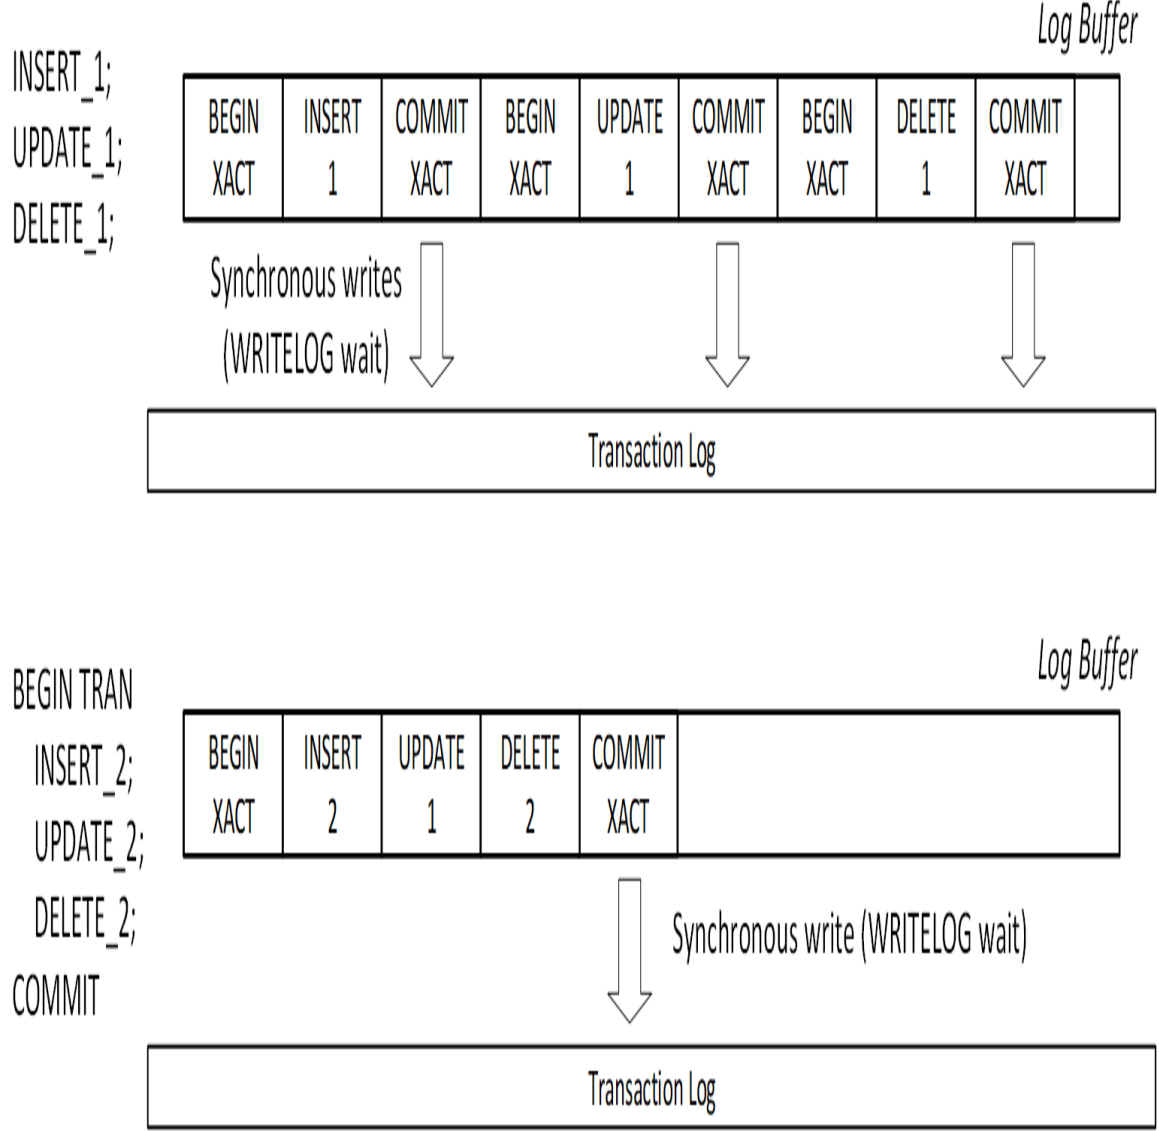 Log Buffer
INSERT_1;
UPDATE_1;
DELETE_1;
BEGIN XACT
INSERT 1
COMMIT XACT
BEGIN XACT
UPDATE 1
COMMIT XACT
BEGIN XACT
DELETE 1
COMMIT XACT
Synchronous writes
(WRITELOG wait)
Transaction Log
Log Buffer
BEGIN TRAN
INSERT_2;
UPDATE_2;
DELETE_2;
COMMIT
BEGIN XACT
INSERT 2
UPDATE 1
DELETE 2
COMMIT XACT
Synchronous write (WRITELOG wait)
Transaction Log